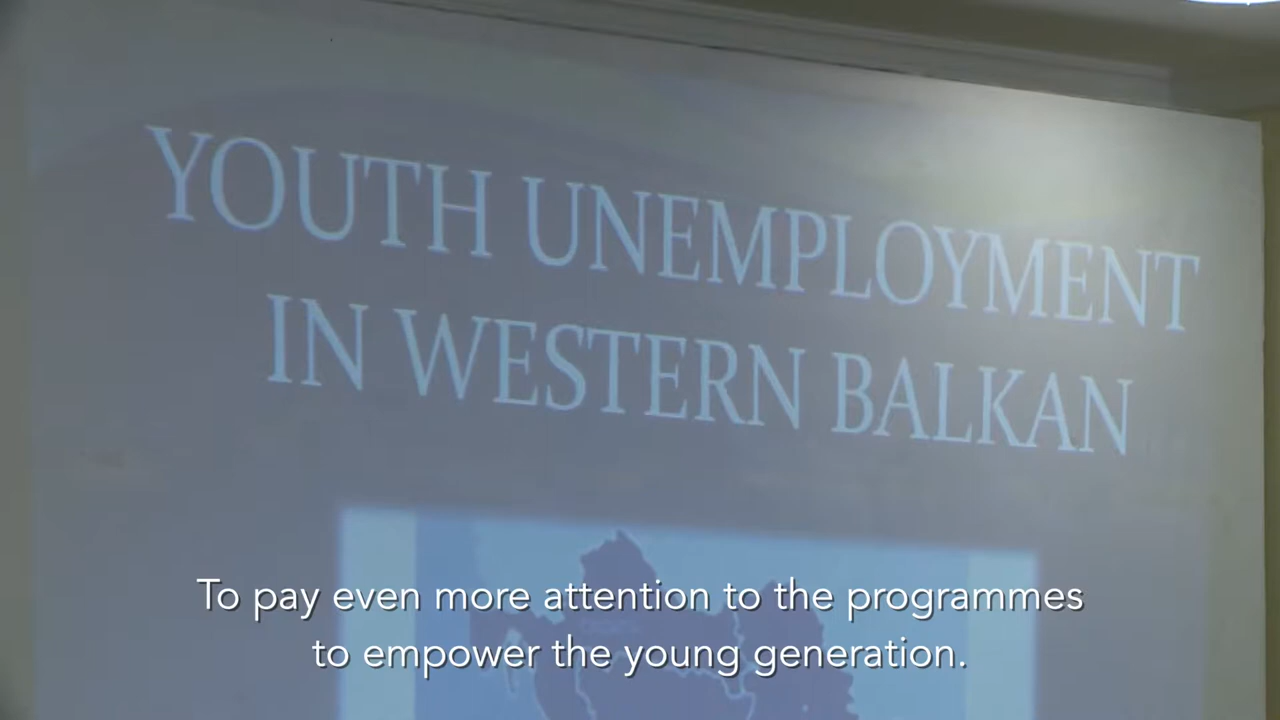 YOUTH UNEMPLOYMENT
IN WESTERN BALKAN
To pay even more attention to the programmes
to empower the young generation.